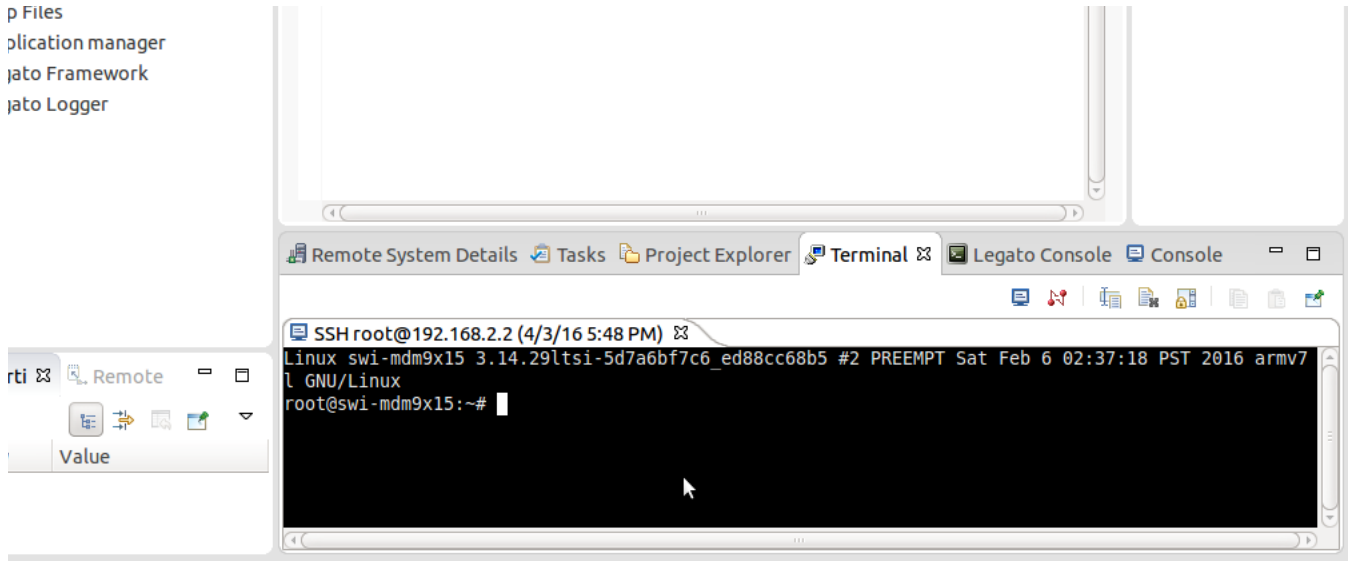 p Files
plication manager
gato Framework
gato Logger
Remote System Details Tasks Project Explorer Terminal Legato Console Console
SSH root@192.168.2.2 (4/3/16 5:48 PM)
Linux swi-mdm9x15 3.14.29ltsi-5d7a6bf7c6_ed88cc68b5 #2 PREEMPT Sat Feb 6 02:37:18 PST 2016 armv7
l GNU/Linux
root@swi-mdm9x15:~#
rti Remote
Value